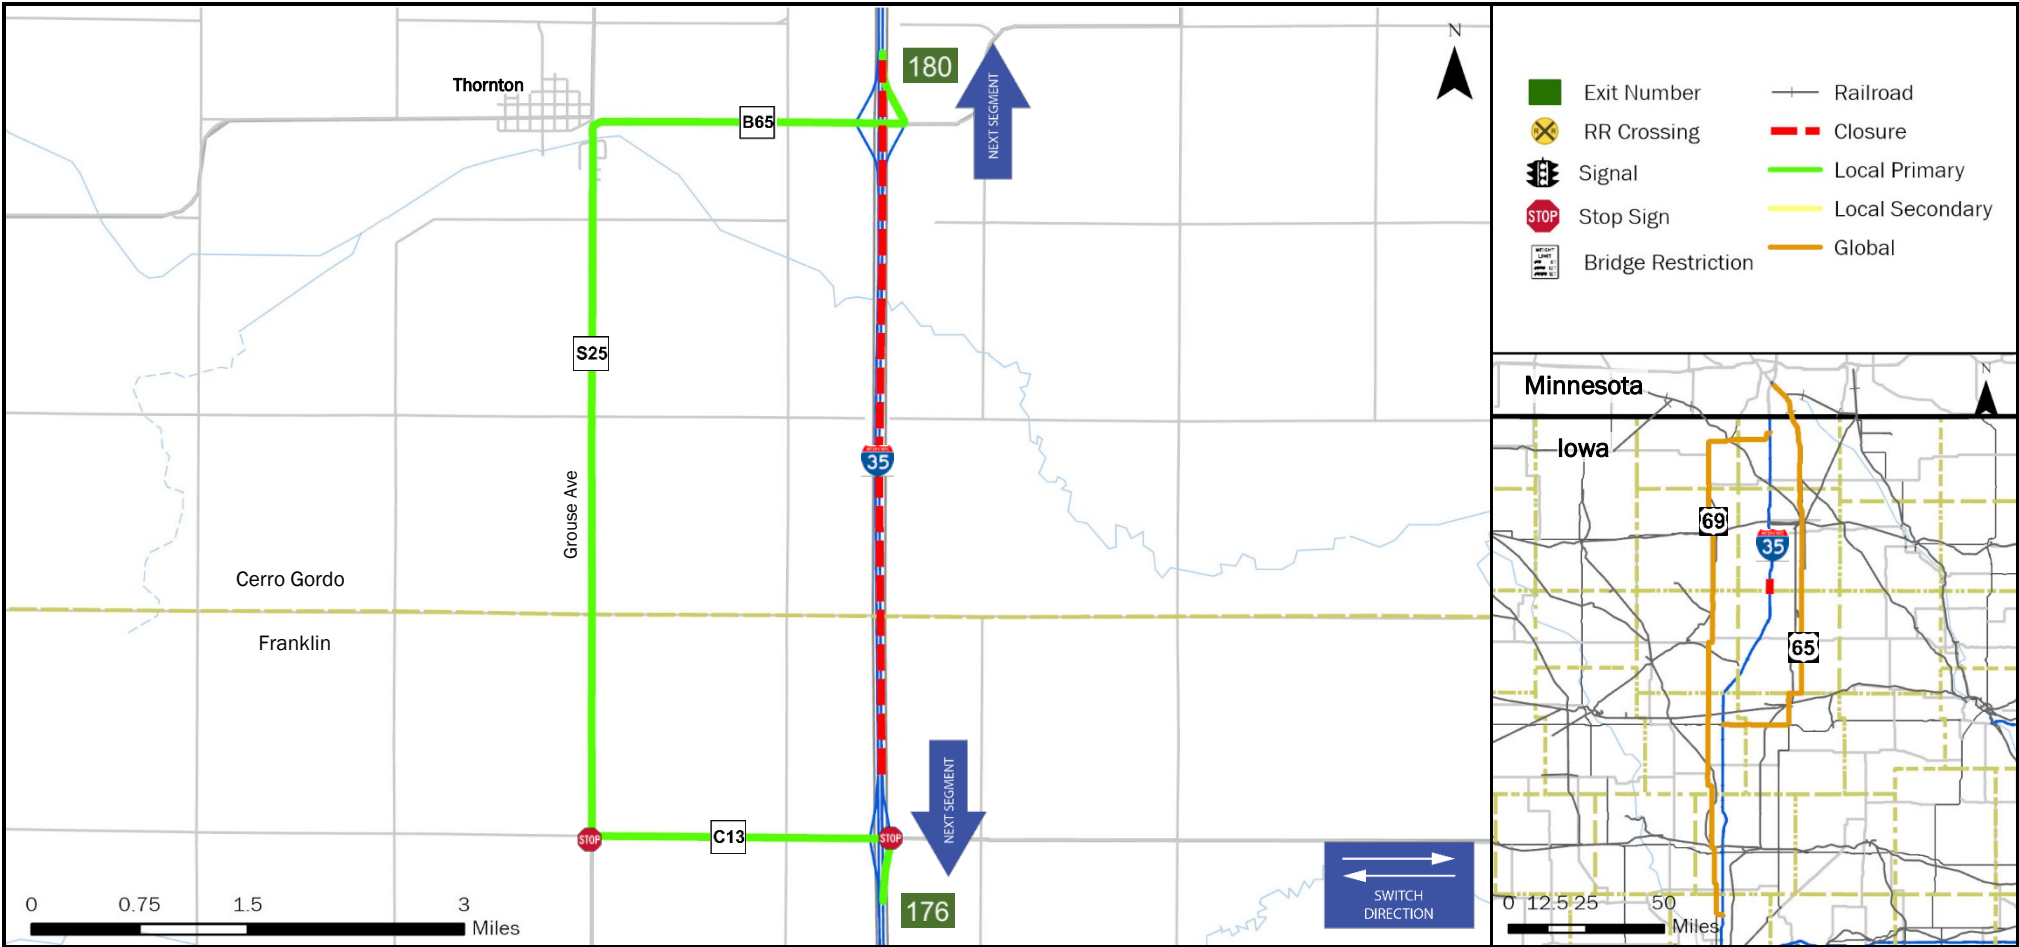 N
180
Thornton
NEXT SEGMENT
B65
S25
35
Grouse Ave
Cerro Gordo
Franklin
NEXT SEGMENT
STOP
C13
STOP
SWITCH
DIRECTION
176
0 0.75 1.5 3
Miles
Exit Number
RR Crossing
Signal
STOP
Stop Sign
WEIGHT
LIMIT
Bridge Restriction
Railroad
Closure
Local Primary
Local Secondary
Global
Minnesota
N
Iowa
69
35
65
0 12.5 25 50
Miles